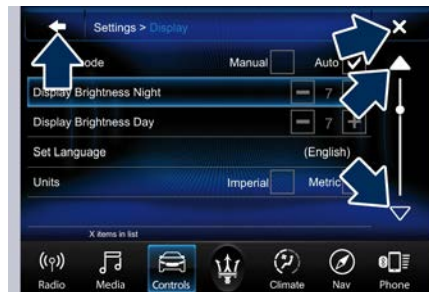 Settings > Display
ode Manual Auto
Display Brightness Night 7
Display Brightness Day 7 +
Set Language (English)
Units Imperial Metric
X items in list
Radio Media Controls Climate Nav Phone